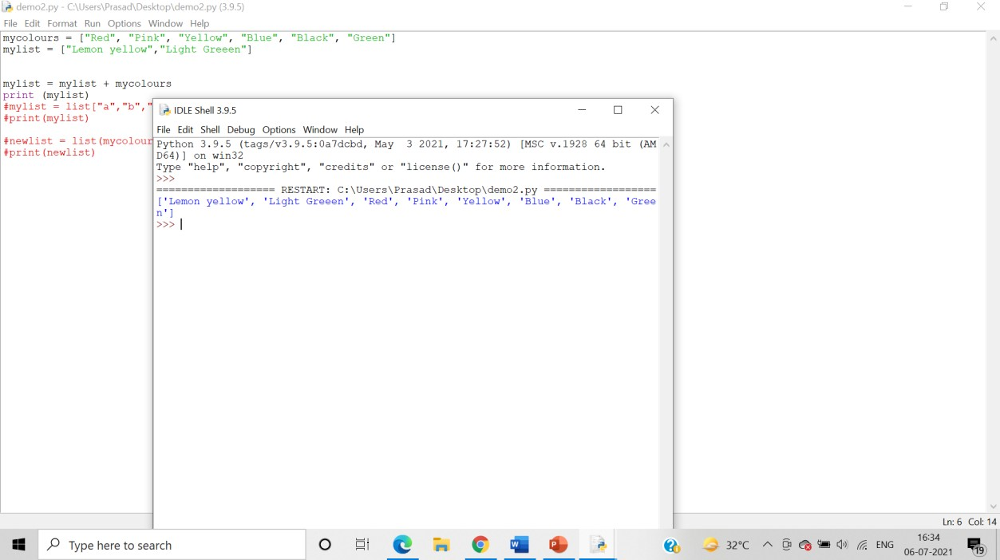 demo2.py - C:\Users\Prasad\Desktop\demo2.py (3.9.5)
File Edit Format Run Options Window Help
mycolours = ["Red", "Pink", "Yellow", "Blue", "Black", "Green"]
mylist = ["Lemon yellow","Light Greeen"]
mylist = mylist + mycolours
print (mylist)
#mylist = list["a","b","
#print(mylist)
#newlist = list(mycolour
#print(newlist)
IDLE Shell 3.9.5
File Edit Shell Debug Options Window Help
Python 3.9.5 (tags/v3.9.5:0a7dcbd, May  3 2021, 17:27:52) [MSC v.1928 64 bit (AM
D64)] on win32
Type "help", "copyright", "credits" or "license()" for more information.
>>>
=================== RESTART: C:\Users\Prasad\Desktop\demo2.py ==================
['Lemon yellow', 'Light Greeen', 'Red', 'Pink', 'Yellow', 'Blue', 'Black', 'Gree
n']
>>>
Ln: 6 Col: 14
Type here to search
32°C
ENG
16:34
06-07-2021
19